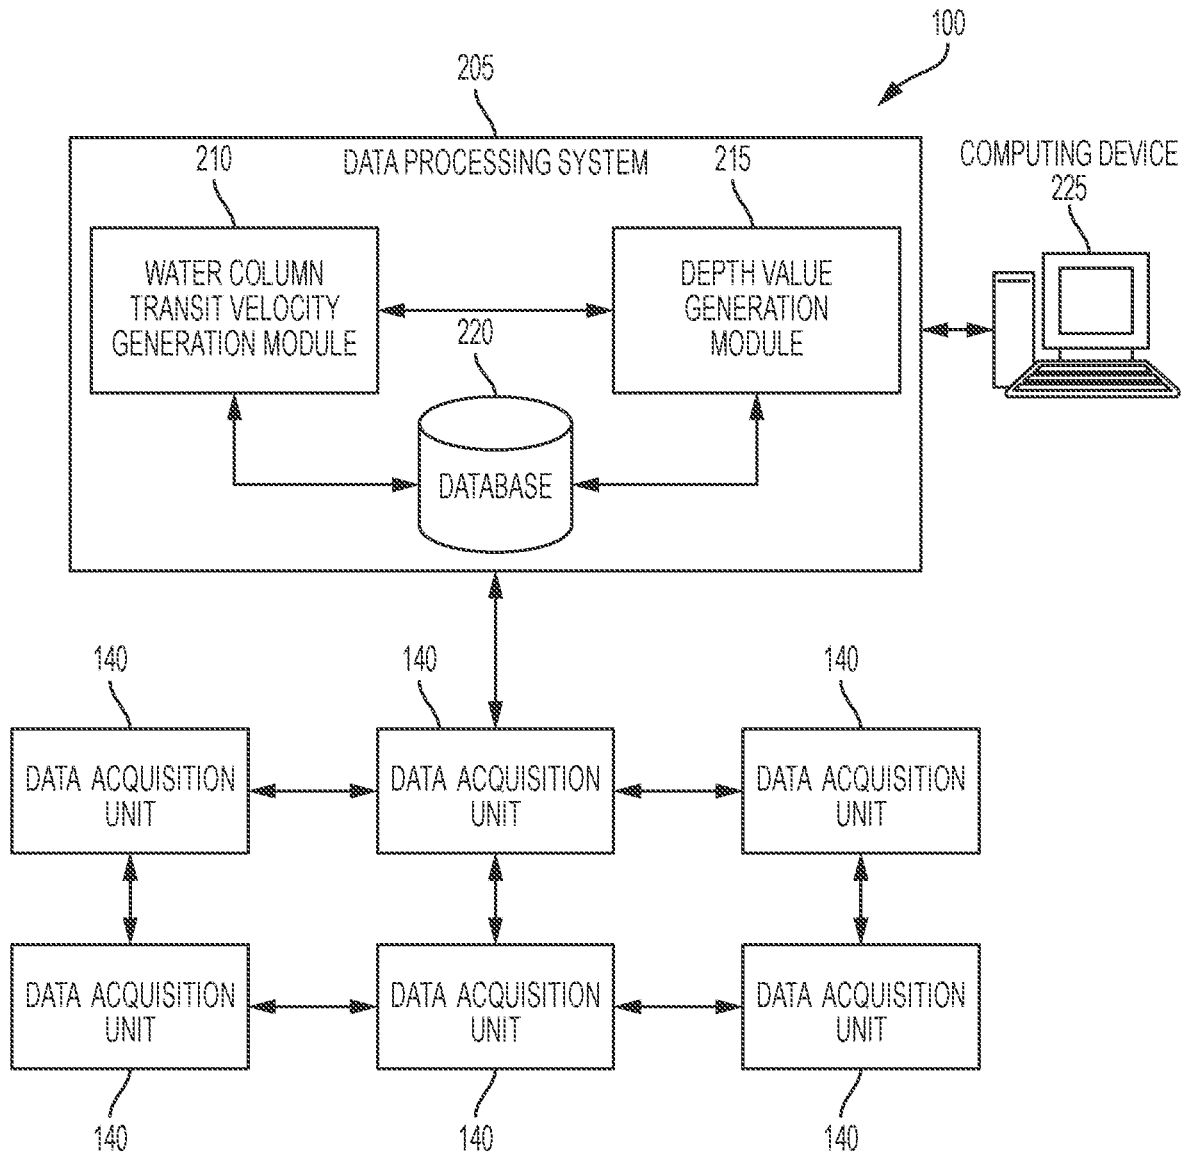 100
205
DATA PROCESSING SYSTEM
210
215
COMPUTING DEVICE
225
WATER COLUMN
TRANSIT VELOCITY
GENERATION MODULE
DEPTH VALUE
GENERATION
MODULE
220
DATABASE
140
140
140
DATA ACQUISITION
UNIT
DATA ACQUISITION
UNIT
DATA ACQUISITION
UNIT
DATA ACQUISITION
UNIT
DATA ACQUISITION
UNIT
DATA ACQUISITION
UNIT
140
140
140